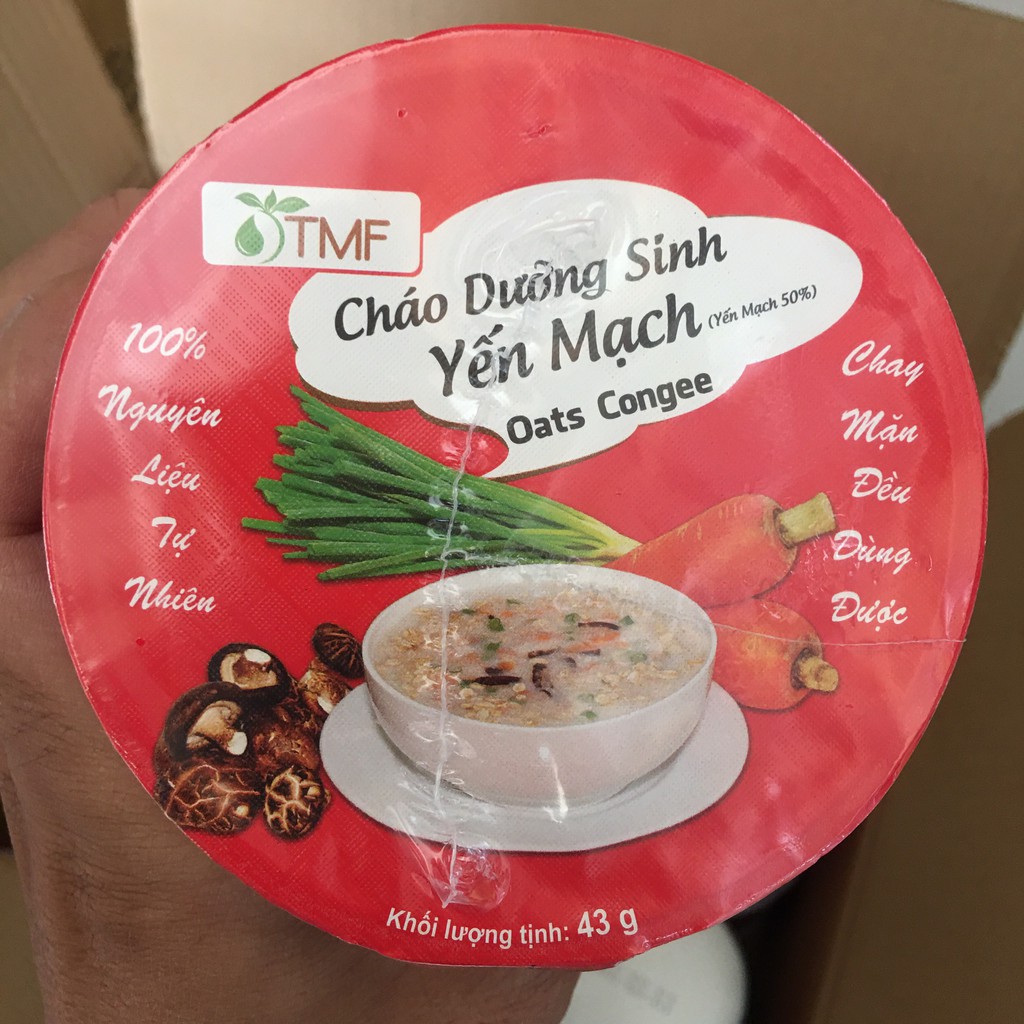 TMF
Cháo Dưỡng Sinh
Yến Mạch (Yến Mạch 50%)
Oats Congee
100%
Nguyên
Liệu
Tự
Nhiên
Chay
Mặn
Đều
Dùng
Được
Khối lượng tịnh: 43 g